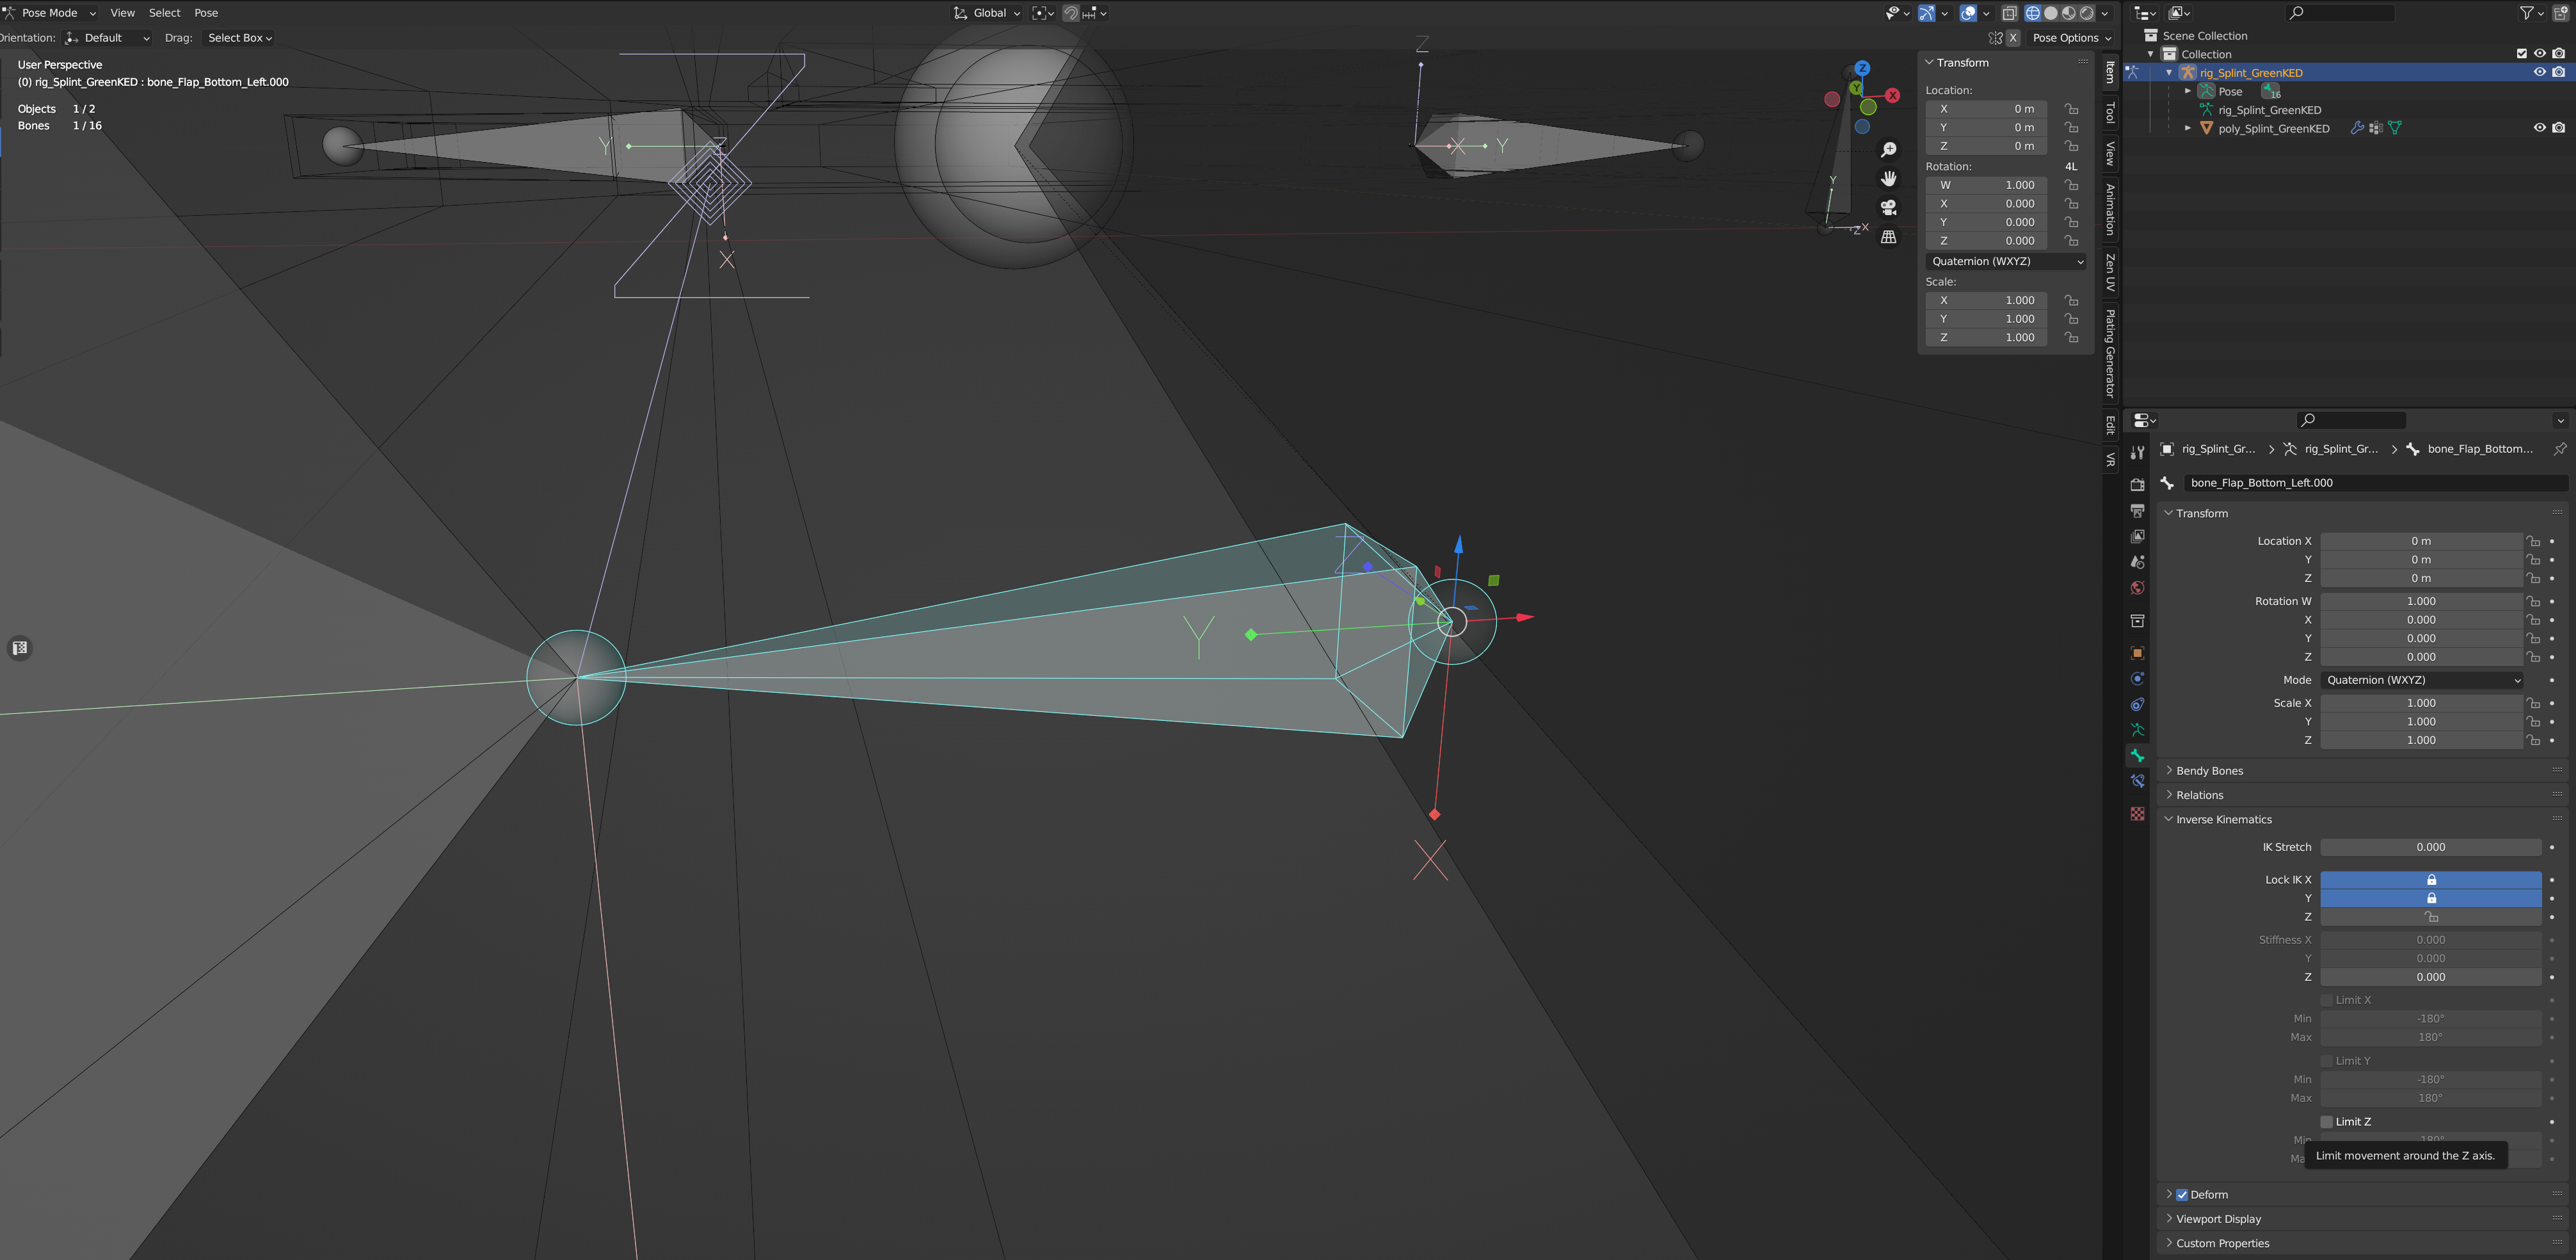 Pose Mode View Select Pose Global
Orientation: Default Drag: Select Box X Pose Options
User Perspective
(0) rig_Splint_GreenKED : bone_Flap_Bottom_Left.000
Objects 1 / 2
Bones 1 / 16
Z
Y
Z
X
Z
X
Y
Y
Z
X
Z
Y
X
Y
X
Z
Transform
Location:
X 0 m
Y 0 m
Z 0 m
Rotation: 4L
W 1.000
X 0.000
Y 0.000
Z 0.000
Quaternion (WXYZ)
Scale:
X 1.000
Y 1.000
Z 1.000
Item
Tool
View
Animation
Zen UV
Plating Generator
Edit
VR
Scene Collection
Collection
rig_Splint_GreenKED
Pose 16
rig_Splint_GreenKED
poly_Splint_GreenKED
rig_Splint_Gr... rig_Splint_Gr... bone_Flap_Bottom...
bone_Flap_Bottom_Left.000
Transform
Location X 0 m
Y 0 m
Z 0 m
Rotation W 1.000
X 0.000
Y 0.000
Z 0.000
Mode Quaternion (WXYZ)
Scale X 1.000
Y 1.000
Z 1.000
Bendy Bones
Relations
Inverse Kinematics
IK Stretch 0.000
Lock IK X
Y
Z
Stiffness X 0.000
Y 0.000
Z 0.000
Limit X
Min -180°
Max 180°
Limit Y
Min -180°
Max 180°
Limit Z
Limit movement around the Z axis.
Deform
Viewport Display
Custom Properties